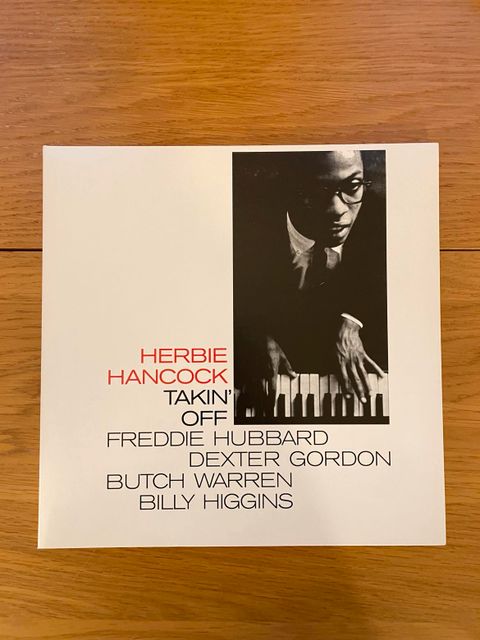 HERBIE
HANCOCK
TAKIN'
OFF
FREDDIE HUBBARD
DEXTER GORDON
BUTCH WARREN
BILLY HIGGINS